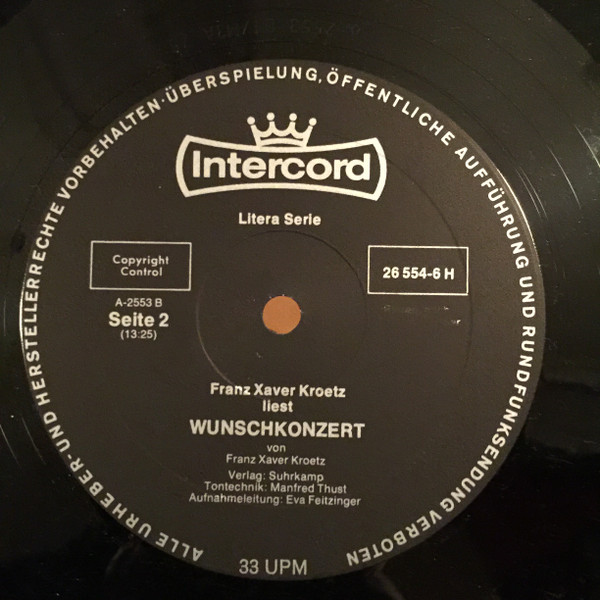 ALLE URHEBER- UND HERSTELLERRECHTE VORBEHALTEN·ÜBERSPIELUNG, ÖFFENTLICHE AUFFÜHRUNG UND RUNDFUNKSENDUNG VERBOTEN
Intercord
Litera Serie
Copyright
Control
26 554-6 H
A-2553 B
Seite 2
(13:25)
Franz Xaver Kroetz
liest
WUNSCHKONZERT
von
Franz Xaver Kroetz
Verlag: Suhrkamp
Tontechnik: Manfred Thust
Aufnahmeleitung: Eva Feitzinger
33 UPM